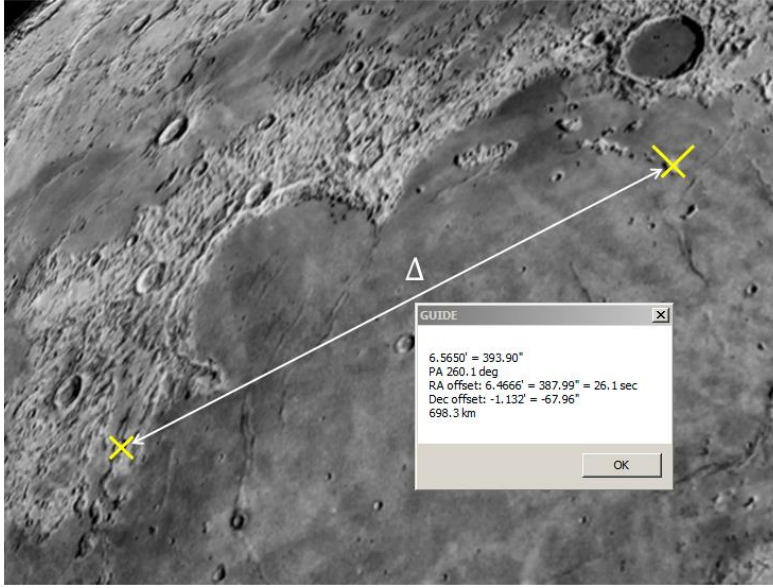 Δ
GUIDE
6.5650' = 393.90"
PA 260.1 deg
RA offset: 6.4666' = 387.99" = 26.1 sec
Dec offset: -1.132' = -67.96"
698.3 km
OK